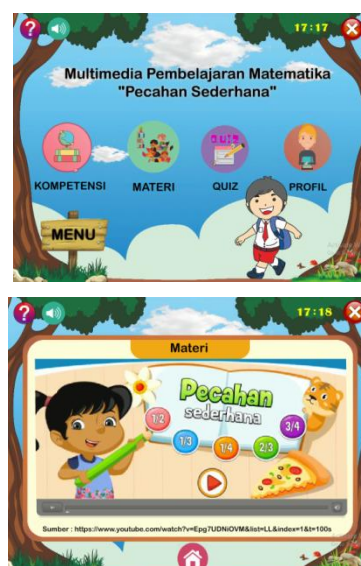 ?
17:17
X
Multimedia Pembelajaran Matematika
"Pecahan Sederhana"
QUIZ
KOMPETENSI
MATERI
QUIZ
PROFIL
MENU
?
17:18
X
Materi
Pecahan
sederhana
1/2
1/3
1/4
2/3
3/4
Sumber : https://www.youtube.com/watch?v=Epg7UDNiOVM&list=LL&index=1&t=100s